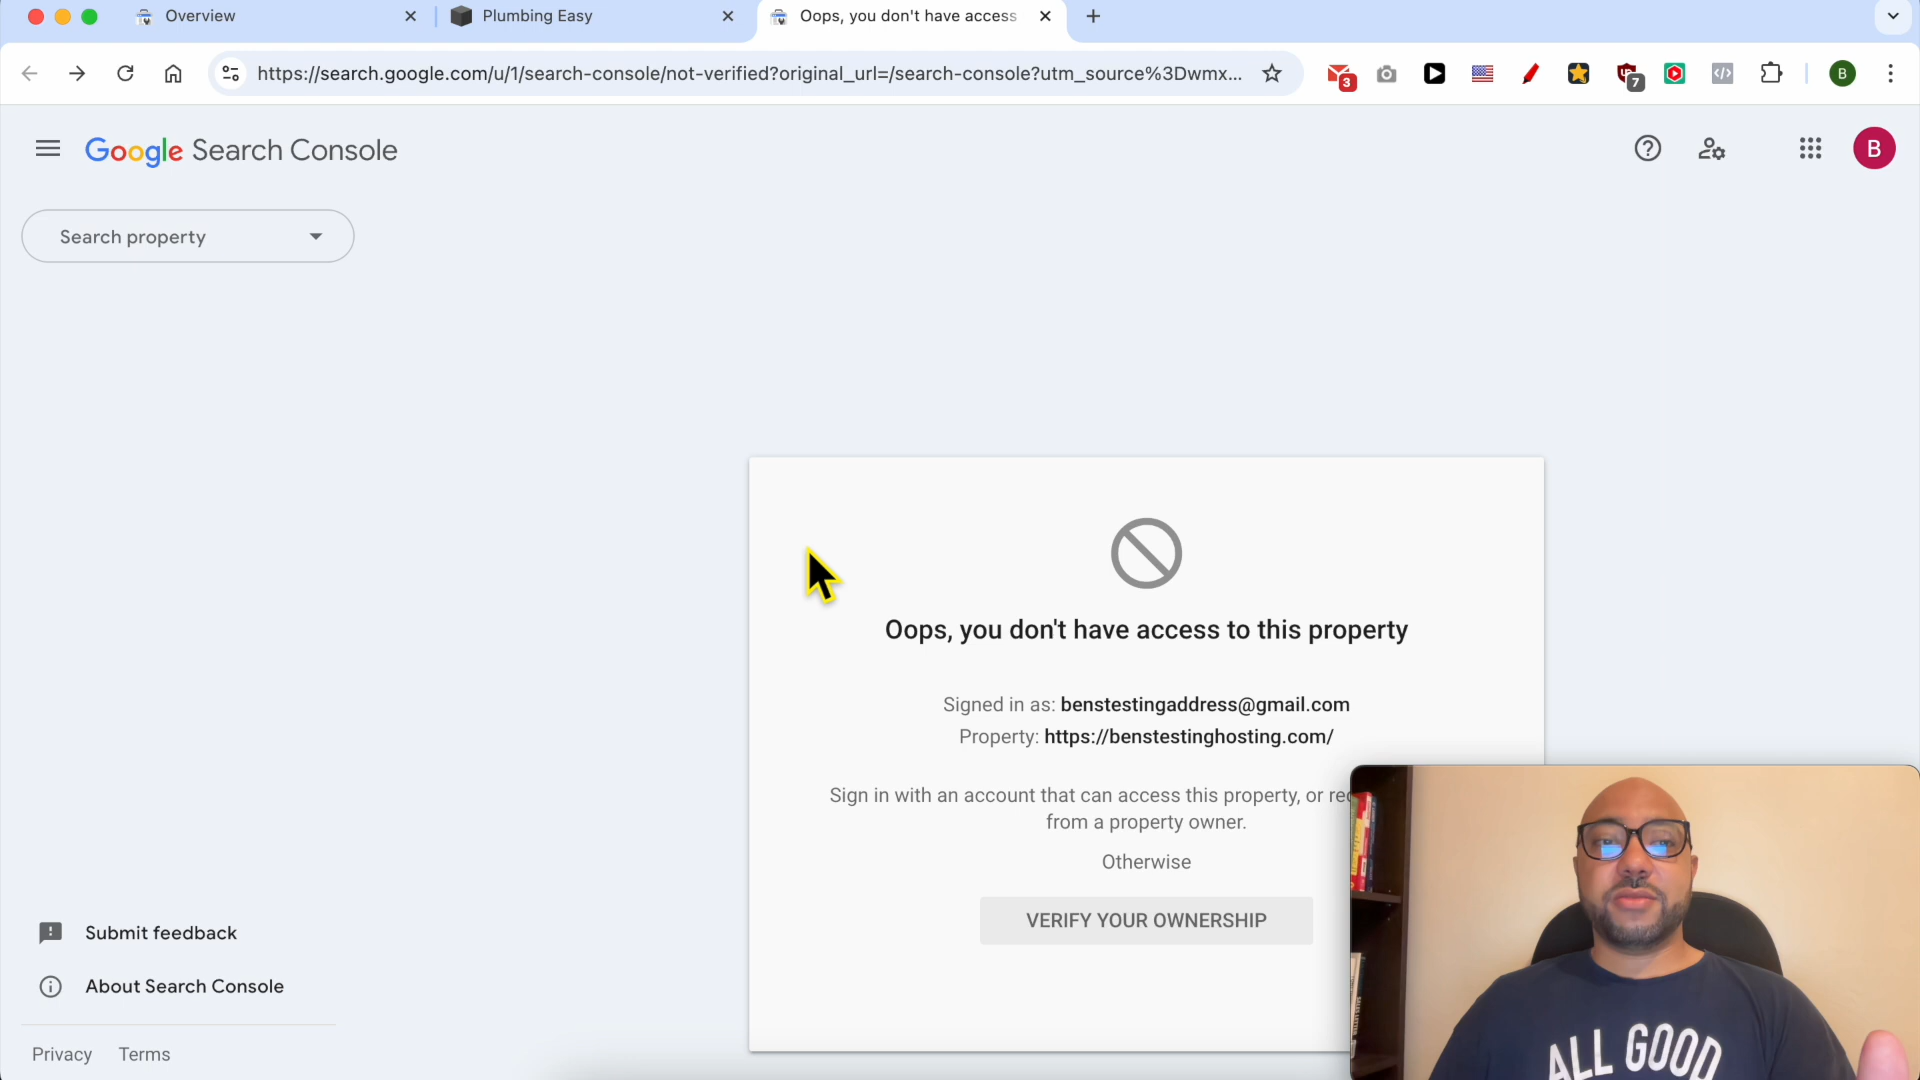 Overview
Plumbing Easy
Oops, you don't have access
https://search.google.com/u/1/search-console/not-verified?original_url=/search-console?utm_source%3Dwmx...
3
7
B
Google Search Console
B
Search property
Oops, you don't have access to this property
Signed in as: benstestingaddress@gmail.com
Property: https://benstestinghosting.com/
Sign in with an account that can access this property, or
from a property owner.
Otherwise
VERIFY YOUR OWNERSHIP
Submit feedback
About Search Console
Privacy Terms
ALL GOOD